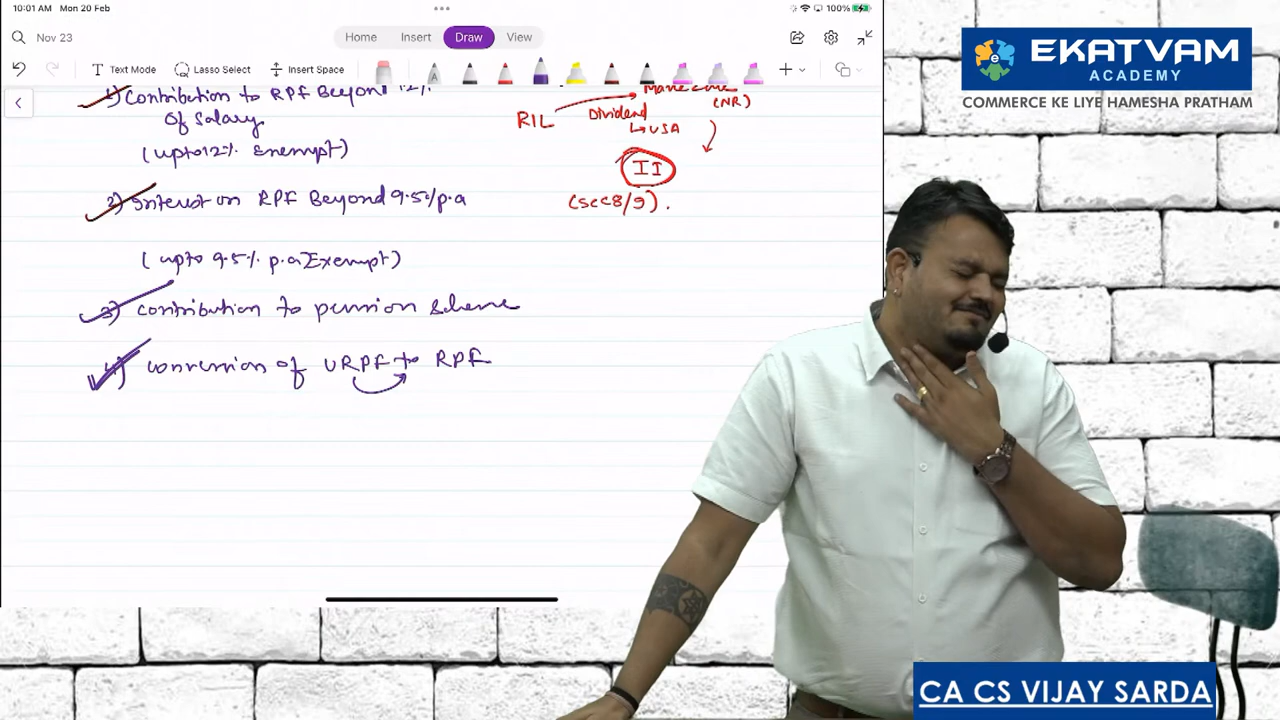 10:01 AM Mon 20 Feb
100%
Nov 23
Home Insert Draw View
Text Mode Lasso Select Insert Space
1) Contribution to RPF Beyond 12%
Of Salary
(upto 12% Exempt)
2) Interest on RPF Beyond 9.5% p.a
(upto 9.5% p.a Exempt)
3) contribution to pension scheme
4) conversion of URPF to RPF
(NR)
RIL Dividend
USA
II
(sec 8/9).
EKATVAM
ACADEMY
COMMERCE KE LIYE HAMESHA PRATHAM
CA CS VIJAY SARDA